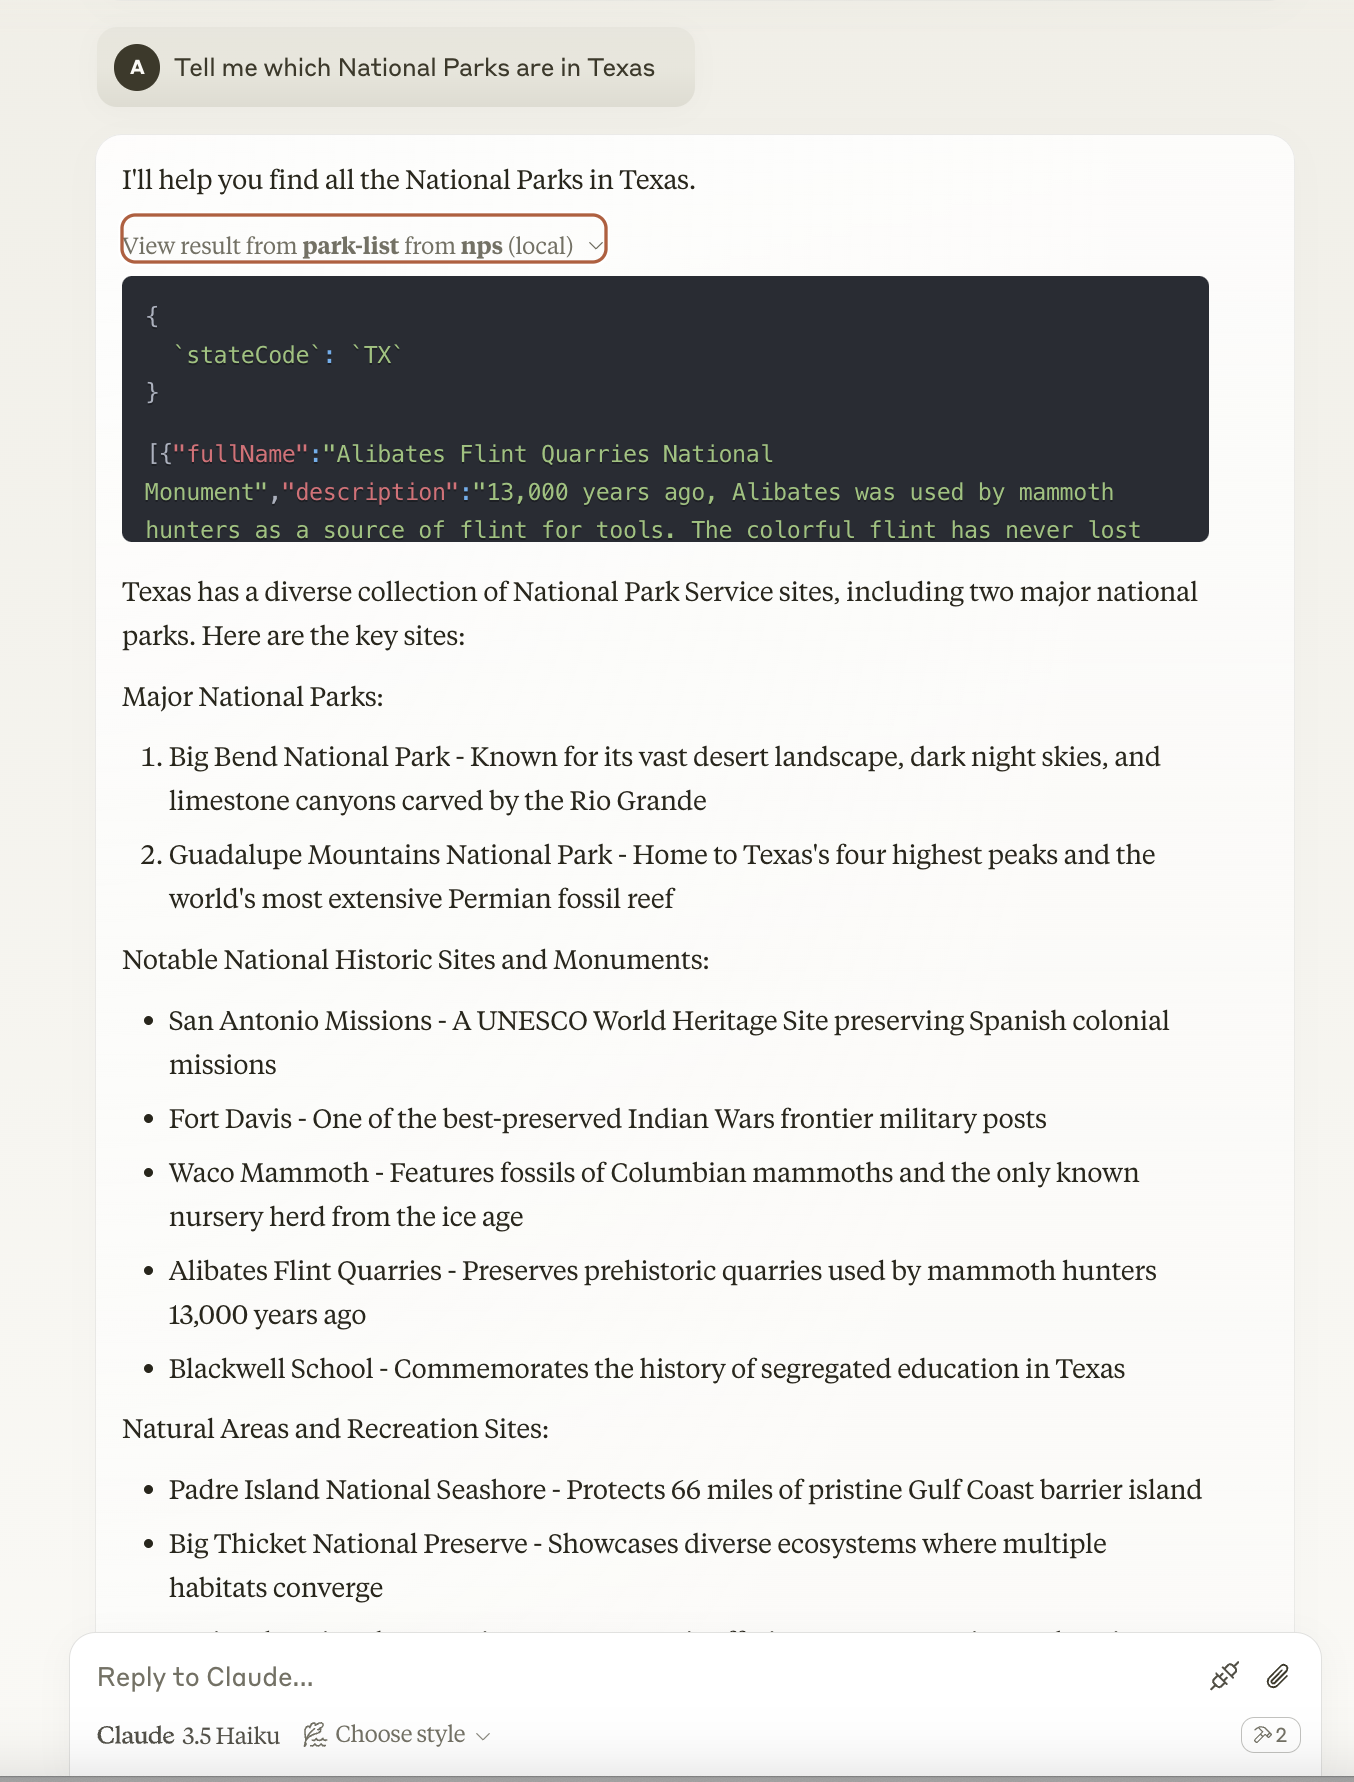 A Tell me which National Parks are in Texas
I'll help you find all the National Parks in Texas.
View result from park-list from nps (local)
{
  `stateCode`: `TX`
}
[{"fullName":"Alibates Flint Quarries National
Monument","description":"13,000 years ago, Alibates was used by mammoth
hunters as a source of flint for tools. The colorful flint has never lost
Texas has a diverse collection of National Park Service sites, including two major national
parks. Here are the key sites:
Major National Parks:
1. Big Bend National Park - Known for its vast desert landscape, dark night skies, and
limestone canyons carved by the Rio Grande
2. Guadalupe Mountains National Park - Home to Texas's four highest peaks and the
world's most extensive Permian fossil reef
Notable National Historic Sites and Monuments:
• San Antonio Missions - A UNESCO World Heritage Site preserving Spanish colonial
missions
• Fort Davis - One of the best-preserved Indian Wars frontier military posts
• Waco Mammoth - Features fossils of Columbian mammoths and the only known
nursery herd from the ice age
• Alibates Flint Quarries - Preserves prehistoric quarries used by mammoth hunters
13,000 years ago
• Blackwell School - Commemorates the history of segregated education in Texas
Natural Areas and Recreation Sites:
• Padre Island National Seashore - Protects 66 miles of pristine Gulf Coast barrier island
• Big Thicket National Preserve - Showcases diverse ecosystems where multiple
habitats converge
Reply to Claude...
Claude 3.5 Haiku Choose style 2